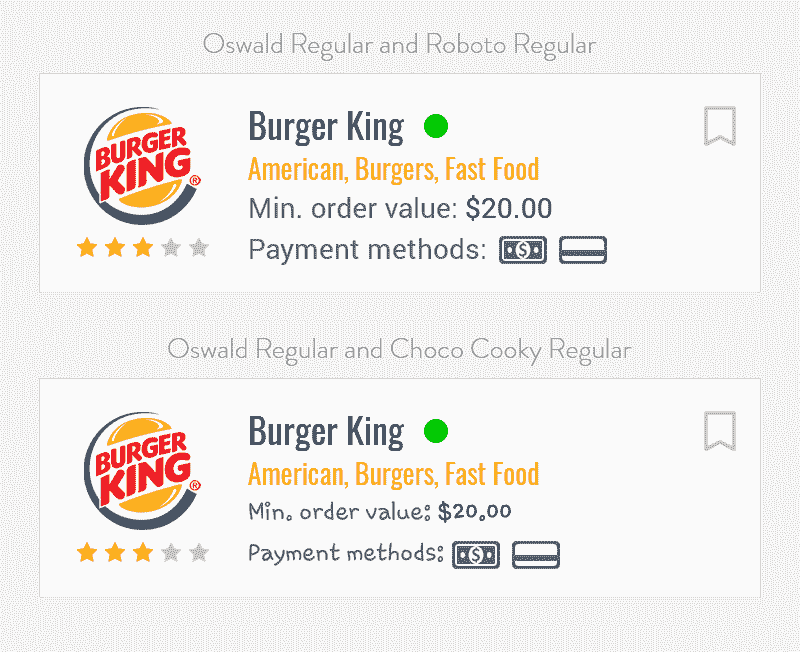 Oswald Regular and Roboto Regular
BURGER
KING®
Burger King
American, Burgers, Fast Food
Min. order value: $20.00
Payment methods: $
Oswald Regular and Choco Cooky Regular
BURGER
KING®
Burger King
American, Burgers, Fast Food
Min. order value: $20.00
Payment methods: $